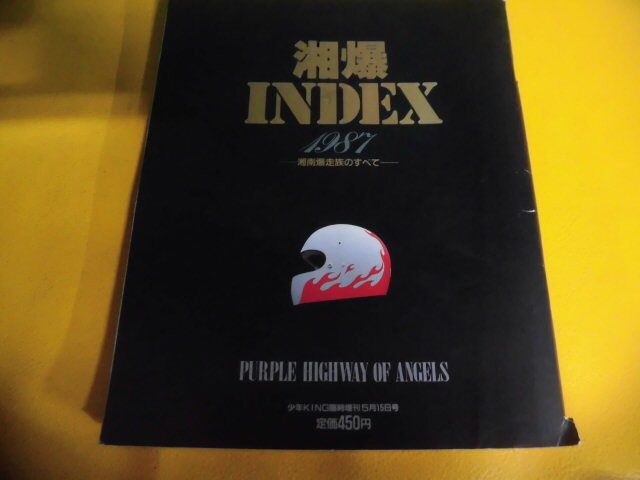 湘爆
INDEX
1987
—湘南爆走族のすべて—
PURPLE HIGHWAY OF ANGELS
少年KING臨時増刊5月15日号
定価450円